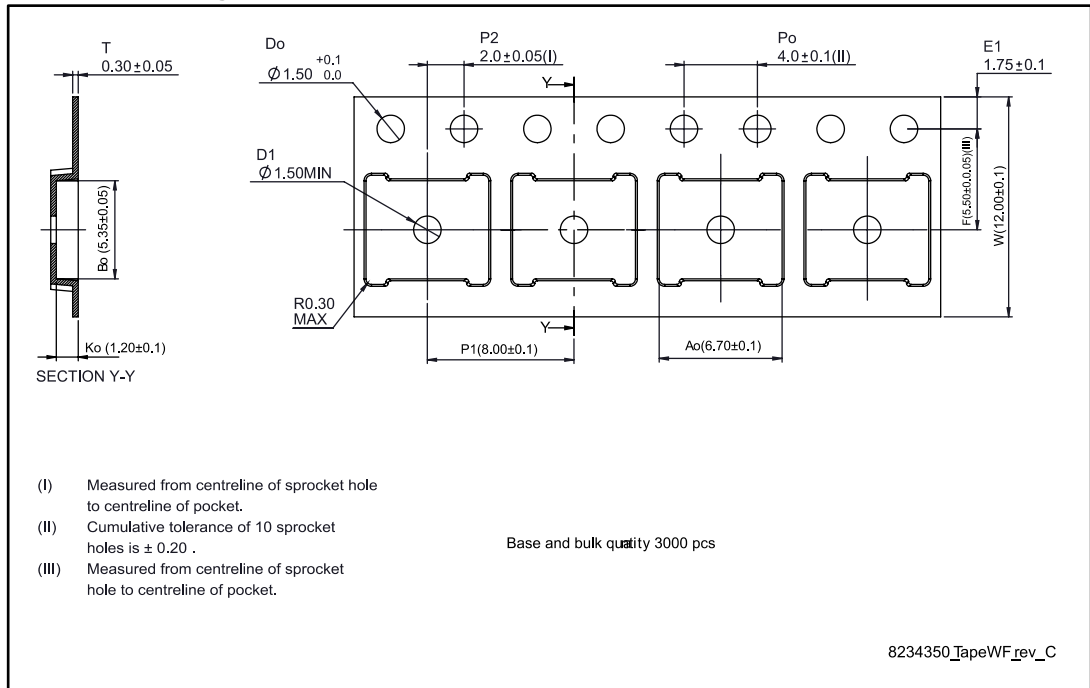 T
0.30±0.05
Do
Ø1.50 +0.1 0.0
P2
2.0±0.05(I)
Po
4.0±0.1(II)
E1
1.75±0.1
Y
D1
Ø1.50MIN
Bo (5.35±0.05)
F(5.50±0.0.05)(III)
W(12.00±0.1)
R0.30
MAX
Y
Ko (1.20±0.1)
P1(8.00±0.1)
Ao(6.70±0.1)
SECTION Y-Y
(I) Measured from centreline of sprocket hole
to centreline of pocket.
(II) Cumulative tolerance of 10 sprocket
holes is ± 0.20 .
(III) Measured from centreline of sprocket
hole to centreline of pocket.
Base and bulk quatity 3000 pcs
8234350_TapeWF_rev_C